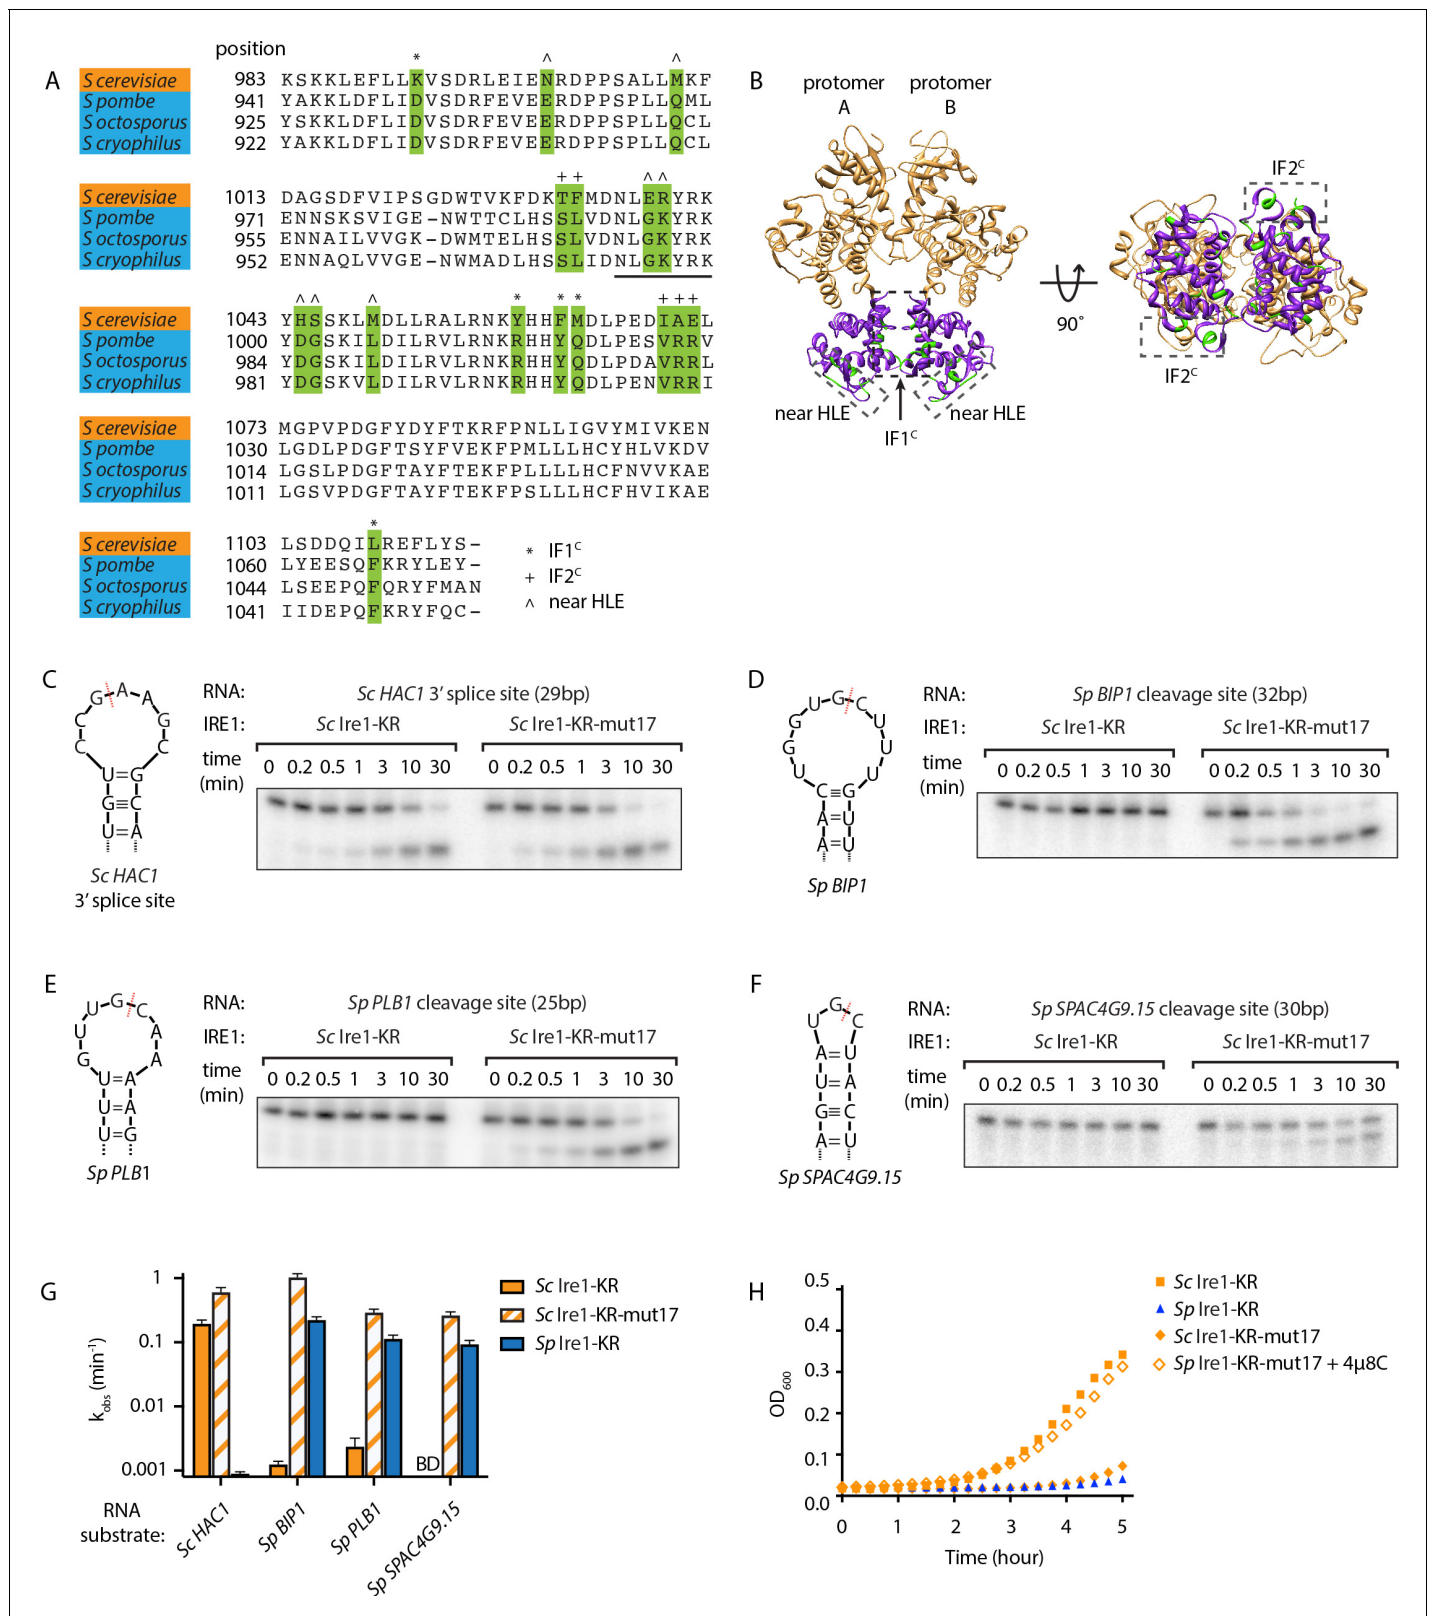 A
position
* ^ ^
S cerevisiae 983 KSKKLEFLLKVSDRLEIENRDPPSALLMKF
S pombe 941 YAKKLDFLIDVSDRFEVEERDPPSPLLQML
S octosporus 925 YSKKLDFLIDVSDRFEVEERDPPSPLLQCL
S cryophilus 922 YAKKLDFLIDVSDRFEVEERDPPSPLLQCL
++ ^^
S cerevisiae 1013 DAGSDFVIPSGDWTVKFDKTFMDNLERYRK
S pombe 971 ENNSKSVIGE-NWTTCLHSSLVDNLGKYRK
S octosporus 955 ENNAILVVGK-DWMTELHSSLVDNLGKYRK
S cryophilus 952 ENNAQLVVGE-NWMADLHSSLIDNLGKYRK
^^ ^ * * * +++
S cerevisiae 1043 YHSSKLMDLLRALRNKYHHFMDLPEDIAEL
S pombe 1000 YDGSKILDILRVLRNKRHHYQDLPESVRRV
S octosporus 984 YDGSKILDILRVLRNKRHHYQDLPDAVRRL
S cryophilus 981 YDGSKVLDILRVLRNKRHHYQDLPENVRRI
S cerevisiae 1073 MGPVPDGFYDYFTKRFPNLLIGVYMIVKEN
S pombe 1030 LGDLPDGFTSYFVEKFPMLLLHCYHLVKDV
S octosporus 1014 LGSLPDGFTAYFTEKFPLLLLHCFNVVKAE
S cryophilus 1011 LGSVPDGFTAYFTEKFPSLLLHCFHVIKAE
*
S cerevisiae 1103 LSDDQILREFLYS-
S pombe 1060 LYEESQFKRYLEY-
S octosporus 1044 LSEEPQFQRYFMAN
S cryophilus 1041 IIDEPQFKRYFQC-
* IF1C
+ IF2C
^ near HLE
B
protomer A
protomer B
near HLE
IF1C
near HLE
90°
IF2C
IF2C
C
U G U C C G A A G C G C A
Sc HAC1
3′ splice site
RNA: Sc HAC1 3′ splice site (29bp)
IRE1: Sc Ire1-KR Sc Ire1-KR-mut17
time (min) 0 0.2 0.5 1 3 10 30 0 0.2 0.5 1 3 10 30
D
A A C U G G U G C U U U G U U
Sp BIP1
RNA: Sp BIP1 cleavage site (32bp)
IRE1: Sc Ire1-KR Sc Ire1-KR-mut17
time (min) 0 0.2 0.5 1 3 10 30 0 0.2 0.5 1 3 10 30
E
U U U G U U G C A A A A G
Sp PLB1
RNA: Sp PLB1 cleavage site (25bp)
IRE1: Sc Ire1-KR Sc Ire1-KR-mut17
time (min) 0 0.2 0.5 1 3 10 30 0 0.2 0.5 1 3 10 30
F
A G U A U G C U A C U
Sp SPAC4G9.15
RNA: Sp SPAC4G9.15 cleavage site (30bp)
IRE1: Sc Ire1-KR Sc Ire1-KR-mut17
time (min) 0 0.2 0.5 1 3 10 30 0 0.2 0.5 1 3 10 30
G
kobs (min-1)
1
0.1
0.01
0.001
BD
RNA substrate: Sc HAC1 Sp BIP1 Sp PLB1 Sp SPAC4G9.15
Sc Ire1-KR
Sc Ire1-KR-mut17
Sp Ire1-KR
H
OD600
0.5
0.4
0.3
0.2
0.1
0.0
0 1 2 3 4 5
Time (hour)
Sc Ire1-KR
Sp Ire1-KR
Sc Ire1-KR-mut17
Sp Ire1-KR-mut17 + 4μ8C